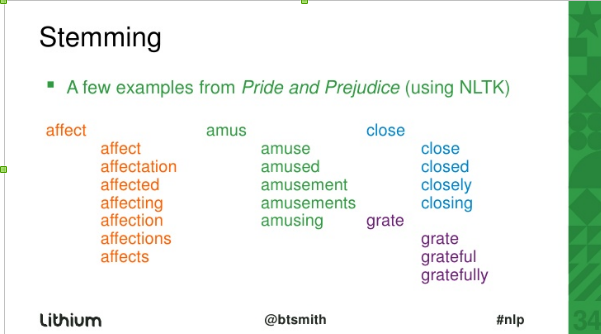 Stemming
A few examples from Pride and Prejudice (using NLTK)
affect
affect
affectation
affected
affecting
affection
affections
affects
amus
amuse
amused
amusement
amusements
amusing
close
close
closed
closely
closing
grate
grate
grateful
gratefully
Lithium
@btsmith
#nlp
34